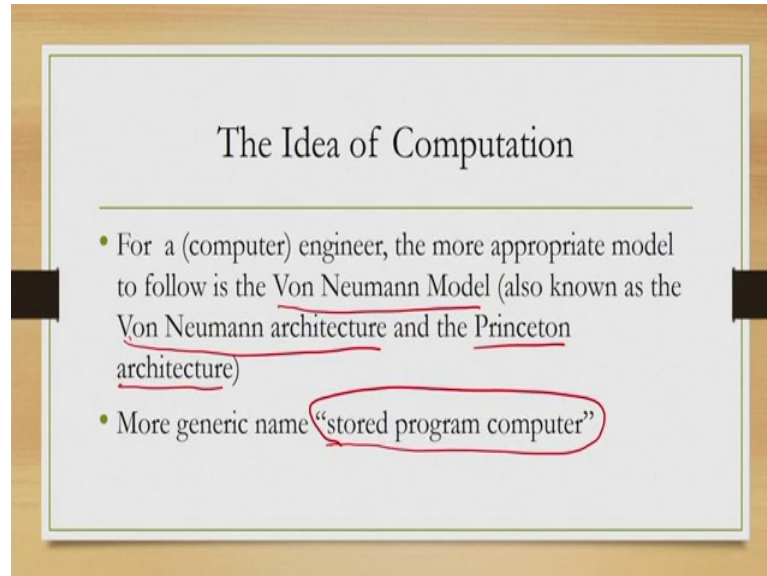 The Idea of Computation
• For a (computer) engineer, the more appropriate model
to follow is the Von Neumann Model (also known as the
Von Neumann architecture and the Princeton
architecture)
• More generic name “stored program computer”